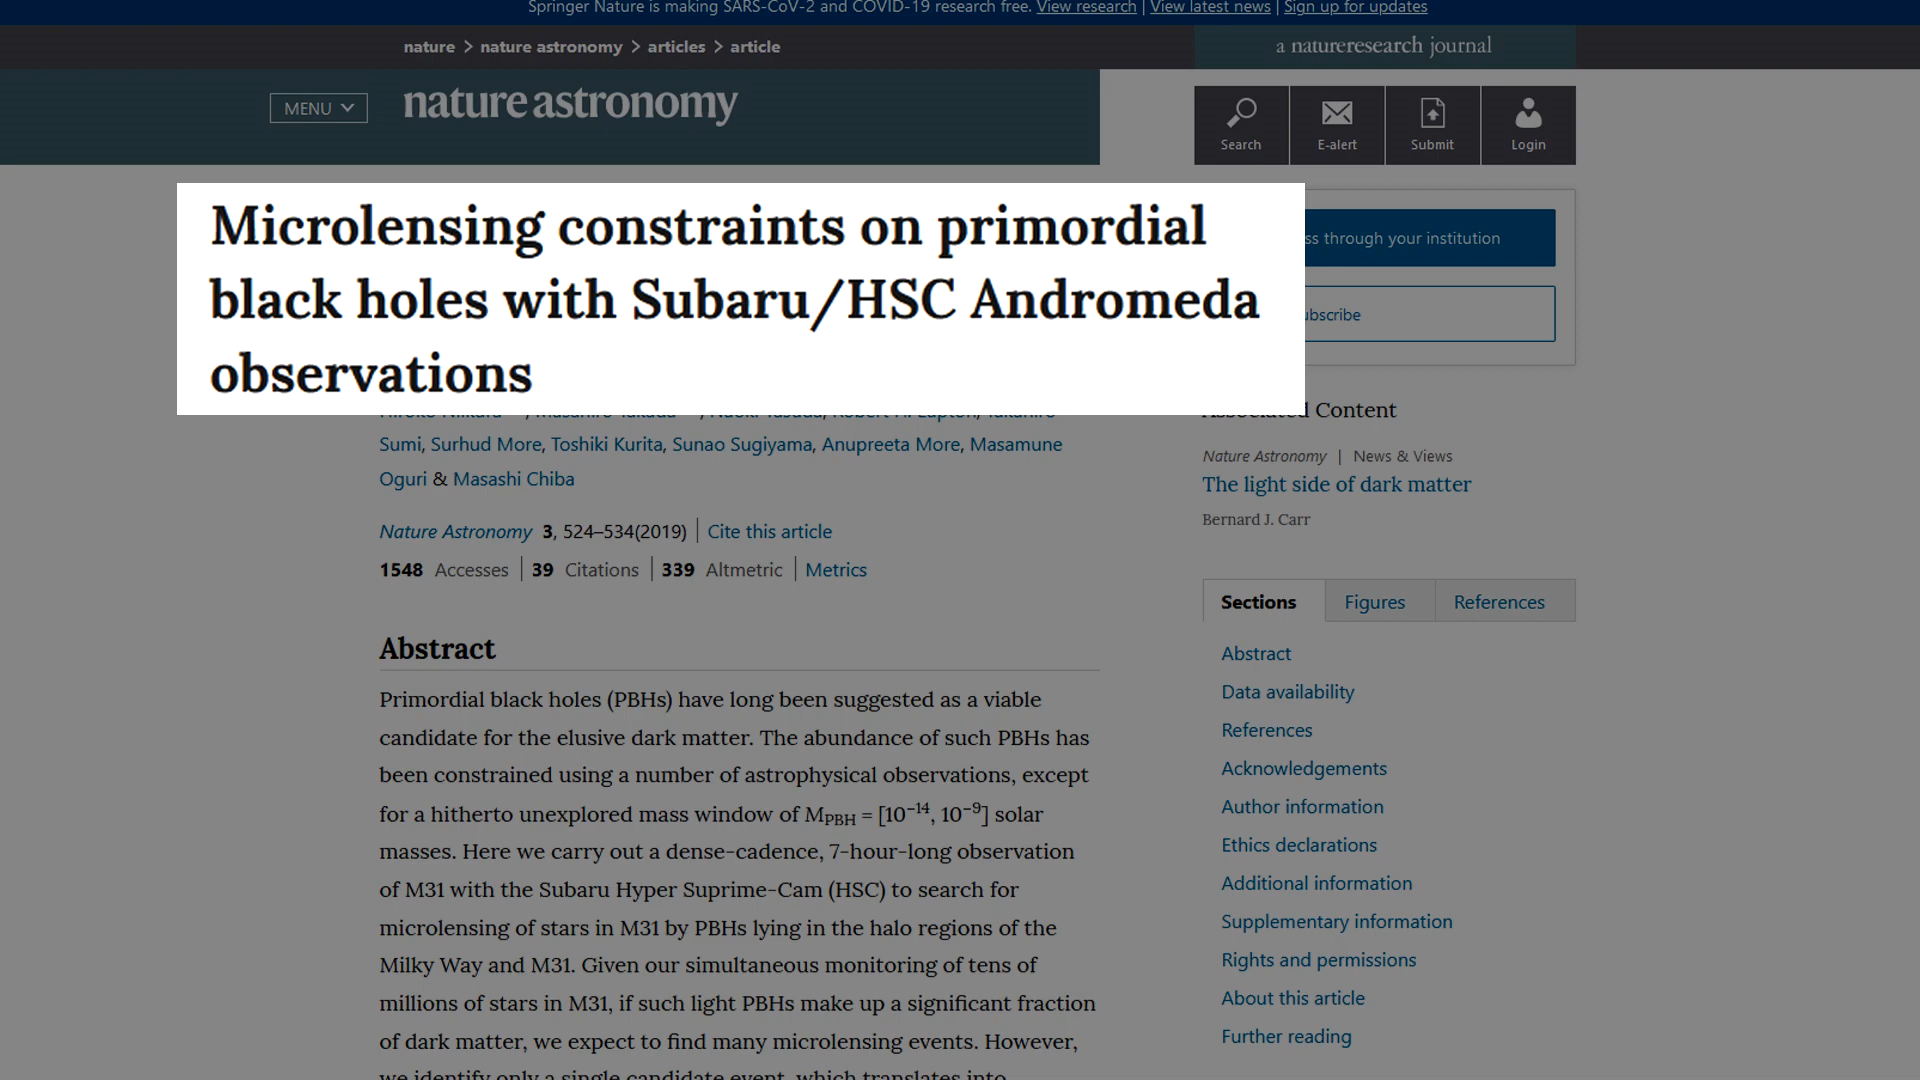 Springer Nature is making SARS-CoV-2 and COVID-19 research free. View research | View latest news | Sign up for updates
nature > nature astronomy > articles > article
a natureresearch journal
MENU
nature astronomy
Search
E-alert
Submit
Login
Microlensing constraints on primordial
black holes with Subaru/HSC Andromeda
observations
through your institution
Content
Sumi, Surhud More, Toshiki Kurita, Sunao Sugiyama, Anupreeta More, Masamune
Oguri & Masashi Chiba
Nature Astronomy 3, 524–534(2019) | Cite this article
1548 Accesses | 39 Citations | 339 Altmetric | Metrics
Abstract
Primordial black holes (PBHs) have long been suggested as a viable
candidate for the elusive dark matter. The abundance of such PBHs has
been constrained using a number of astrophysical observations, except
for a hitherto unexplored mass window of M_PBH = [10⁻¹⁴, 10⁻⁹] solar
masses. Here we carry out a dense-cadence, 7-hour-long observation
of M31 with the Subaru Hyper Suprime-Cam (HSC) to search for
microlensing of stars in M31 by PBHs lying in the halo regions of the
Milky Way and M31. Given our simultaneous monitoring of tens of
millions of stars in M31, if such light PBHs make up a significant fraction
of dark matter, we expect to find many microlensing events. However,
we identify only a single candidate event, which translates into
Nature Astronomy | News & Views
The light side of dark matter
Bernard J. Carr
Sections
Figures
References
Abstract
Data availability
References
Acknowledgements
Author information
Ethics declarations
Additional information
Supplementary information
Rights and permissions
About this article
Further reading